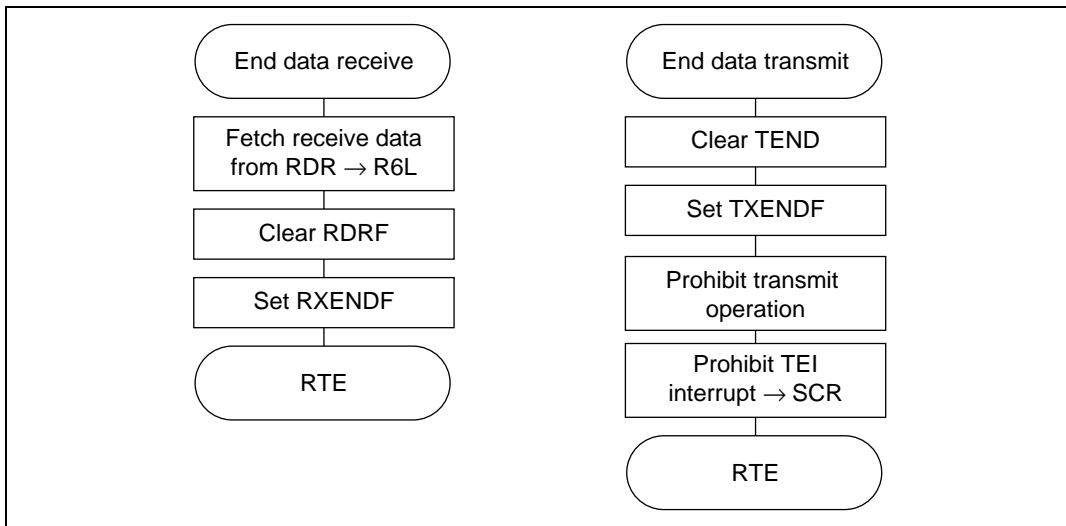 End data receive
Fetch receive data
from RDR → R6L
Clear RDRF
Set RXENDF
RTE
End data transmit
Clear TEND
Set TXENDF
Prohibit transmit
operation
Prohibit TEI
interrupt → SCR
RTE